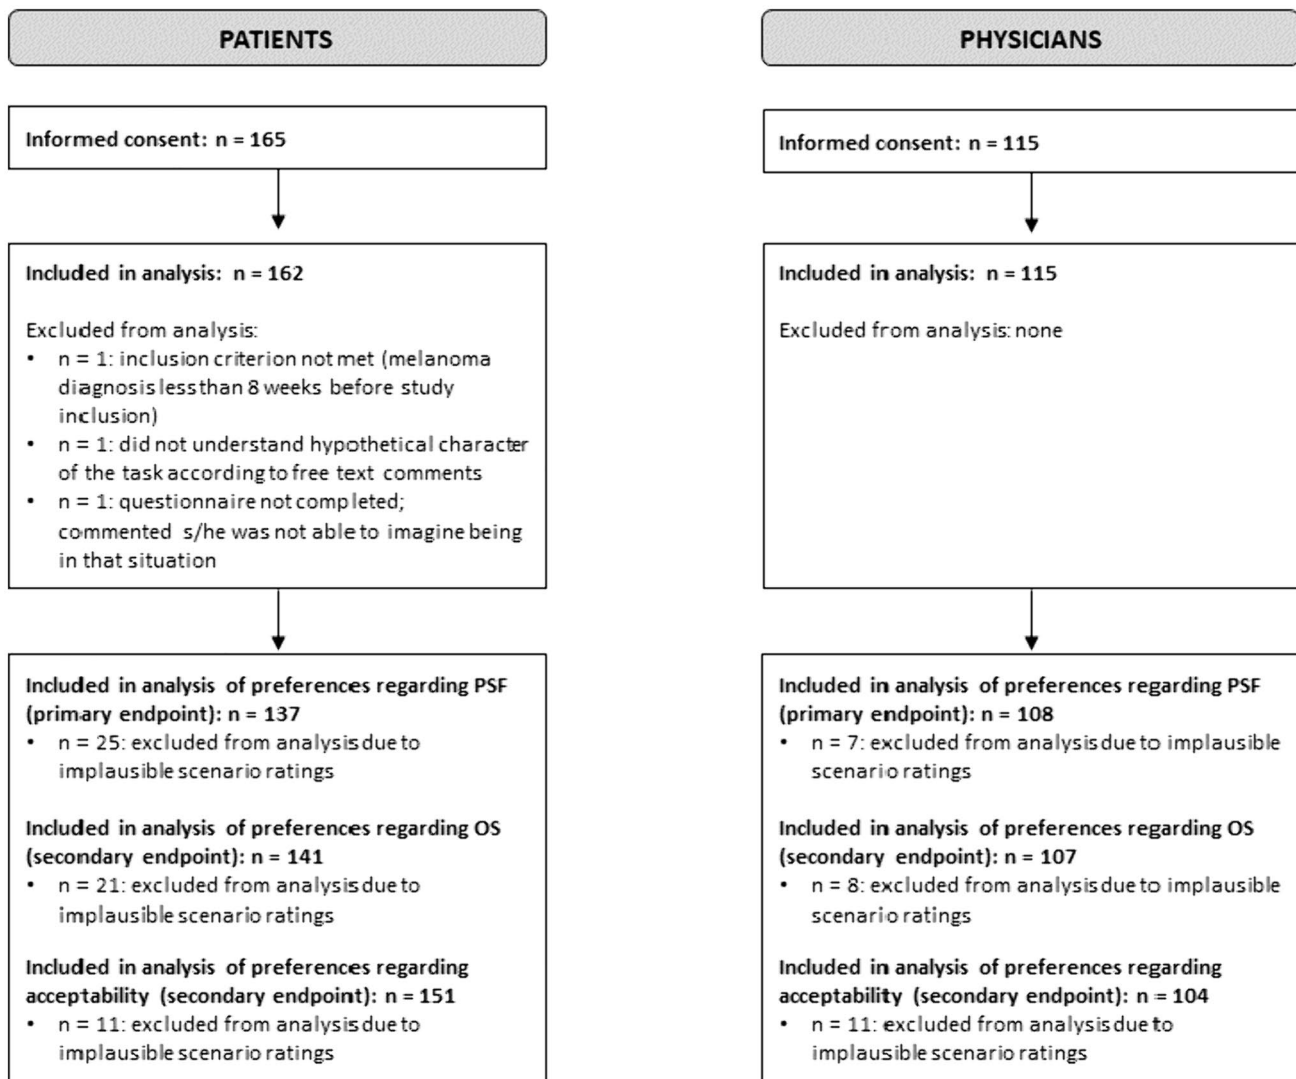 PATIENTS
Informed consent: n = 165
Included in analysis: n = 162
Excluded from analysis:
• n = 1: inclusion criterion not met (melanoma
diagnosis less than 8 weeks before study
inclusion)
• n = 1: did not understand hypothetical character
of the task according to free text comments
• n = 1: questionnaire not completed;
commented s/he was not able to imagine being
in that situation
Included in analysis of preferences regarding PSF
(primary endpoint): n = 137
• n = 25: excluded from analysis due to
implausible scenario ratings
Included in analysis of preferences regarding OS
(secondary endpoint): n = 141
• n = 21: excluded from analysis due to
implausible scenario ratings
Included in analysis of preferences regarding
acceptability (secondary endpoint): n = 151
• n = 11: excluded from analysis due to
implausible scenario ratings
PHYSICIANS
Informed consent: n = 115
Included in analysis: n = 115
Excluded from analysis: none
Included in analysis of preferences regarding PSF
(primary endpoint): n = 108
• n = 7: excluded from analysis due to implausible
scenario ratings
Included in analysis of preferences regarding OS
(secondary endpoint): n = 107
• n = 8: excluded from analysis due to implausible
scenario ratings
Included in analysis of preferences regarding
acceptability (secondary endpoint): n = 104
• n = 11: excluded from analysis due to
implausible scenario ratings